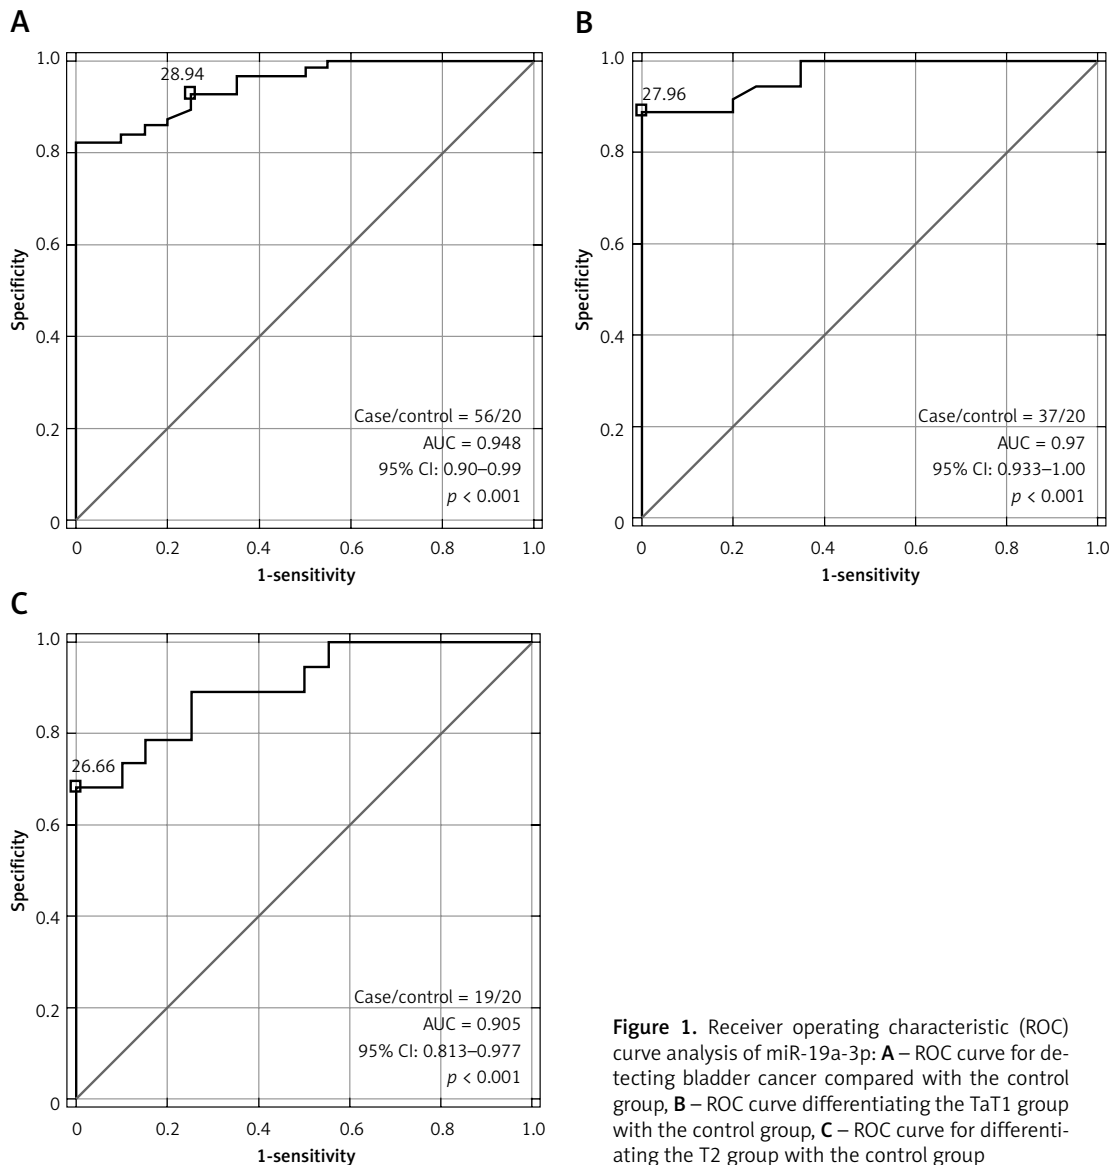 A
1.0
28.94
0.8
0.6
Specificity
0.4
Case/control = 56/20
0.2
AUC = 0.948
95% CI: 0.90–0.99
p < 0.001
0
0 0.2 0.4 0.6 0.8 1.0
1-sensitivity
B
1.0
27.96
0.8
0.6
Specificity
0.4
Case/control = 37/20
0.2
AUC = 0.97
95% CI: 0.933–1.00
p < 0.001
0
0 0.2 0.4 0.6 0.8 1.0
1-sensitivity
C
1.0
0.8
26.66
0.6
Specificity
0.4
Case/control = 19/20
0.2
AUC = 0.905
95% CI: 0.813–0.977
p < 0.001
0
0 0.2 0.4 0.6 0.8 1.0
1-sensitivity
Figure 1. Receiver operating characteristic (ROC)
curve analysis of miR-19a-3p: A – ROC curve for de-
tecting bladder cancer compared with the control
group, B – ROC curve differentiating the TaT1 group
with the control group, C – ROC curve for differenti-
ating the T2 group with the control group